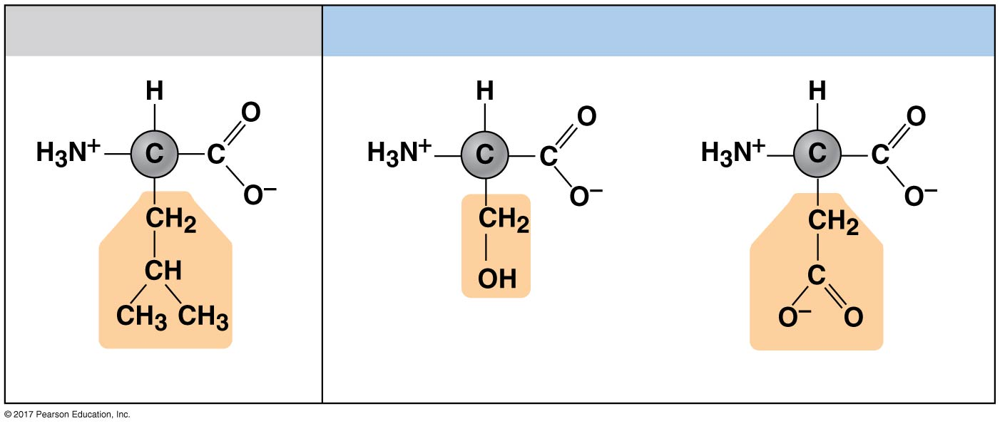 H H H
O O O
H3N+ C C H3N+ C C H3N+ C C
O– O– O–
CH2 CH2 CH2
CH OH C
CH3 CH3 O– O
© 2017 Pearson Education, Inc.